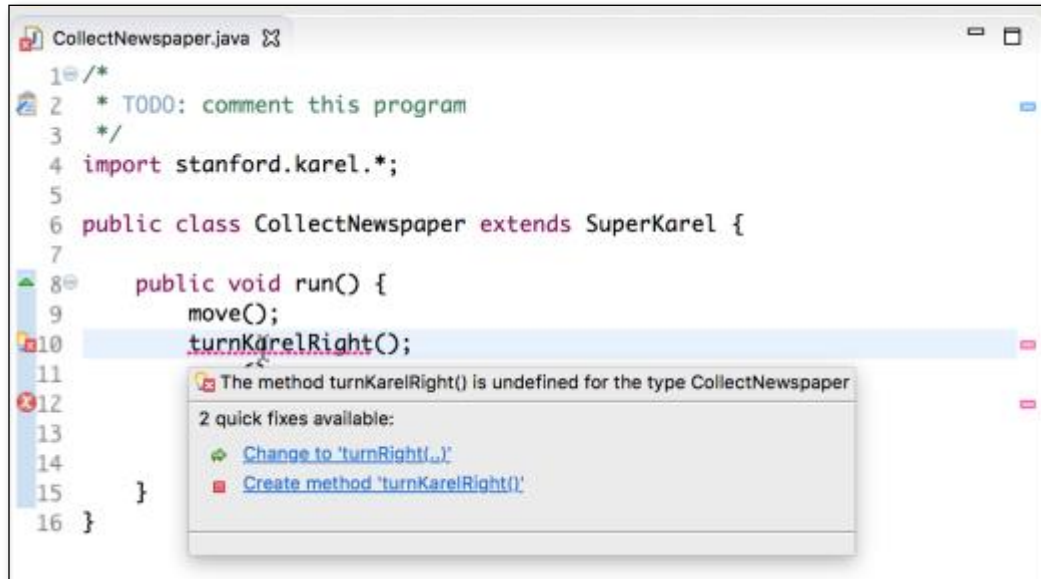 CollectNewspaper.java
1 /*
2  * TODO: comment this program
3  */
4 import stanford.karel.*;
5
6 public class CollectNewspaper extends SuperKarel {
7
8     public void run() {
9         move();
10         turnKarelRight();
11
The method turnKarelRight() is undefined for the type CollectNewspaper
12
2 quick fixes available:
13
Change to 'turnRight(..)'
14
Create method 'turnKarelRight()'
15     }
16 }